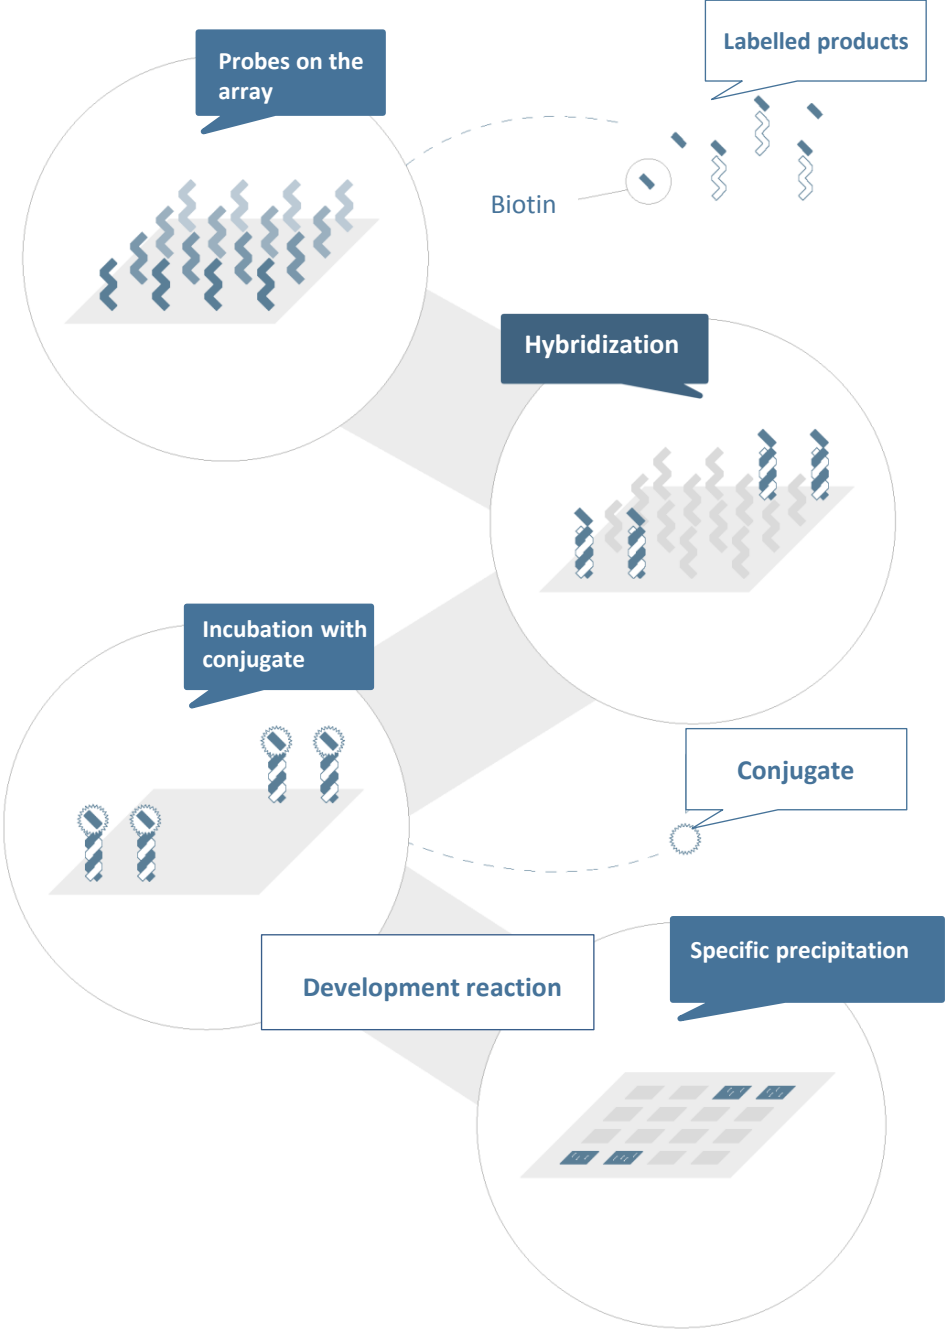 Labelled products
Probes on the
array
Biotin
Hybridization
Incubation with
conjugate
Conjugate
Specific precipitation
Development reaction